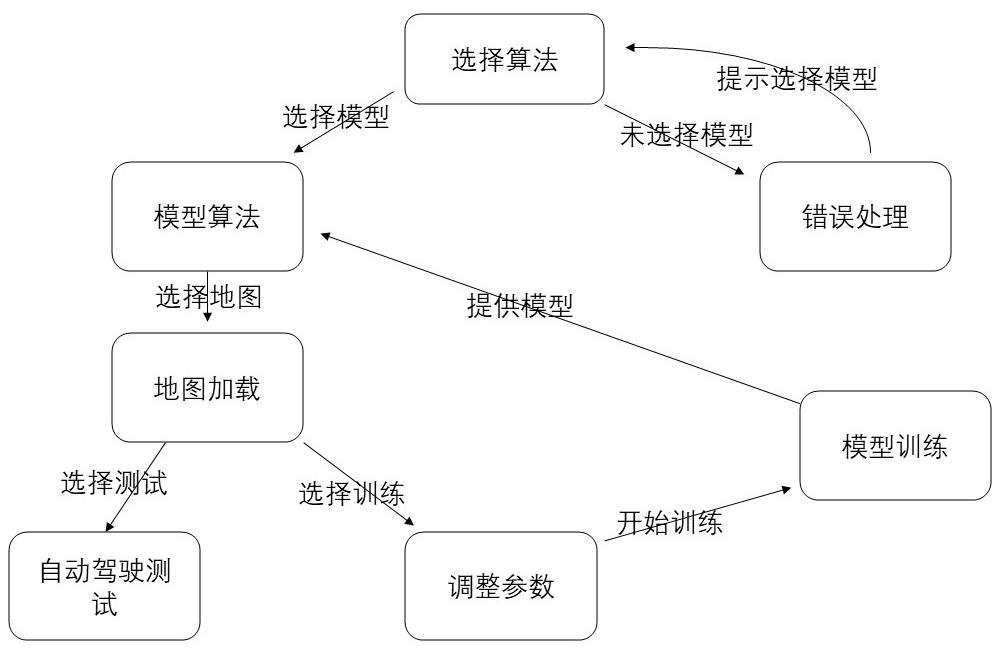 选择算法
提示选择模型
选择模型
未选择模型
模型算法
错误处理
选择地图
提供模型
地图加载
模型训练
选择测试
选择训练
开始训练
自动驾驶测
试
调整参数